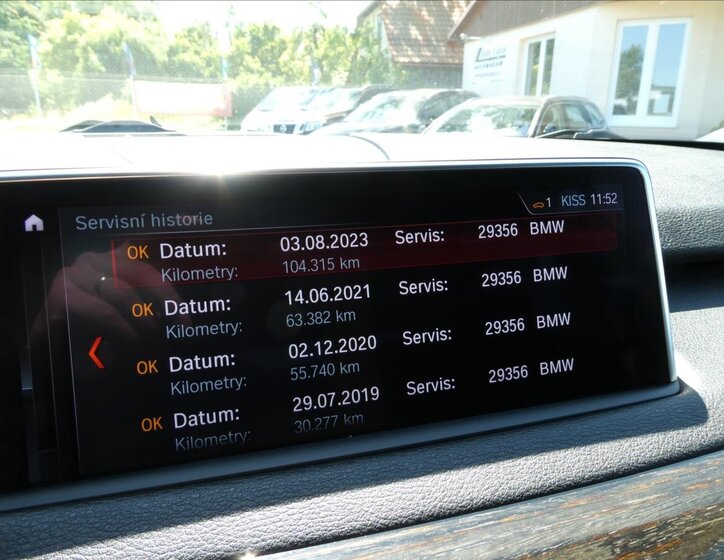 1 KISS 11:52
Servisní historie
OK Datum: 03.08.2023 Servis: 29356 BMW
Kilometry: 104.315 km
OK Datum: 14.06.2021 Servis: 29356 BMW
Kilometry: 63.382 km
OK Datum: 02.12.2020 Servis: 29356 BMW
Kilometry: 55.740 km
OK Datum: 29.07.2019 Servis: 29356 BMW
Kilometry: 30.277 km